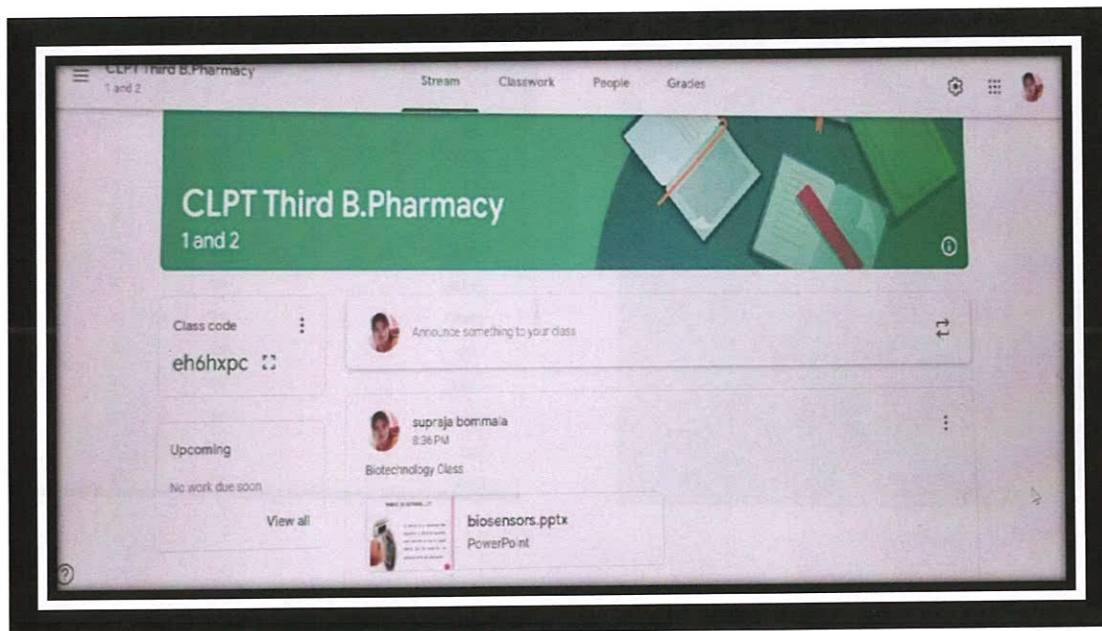 CLPT Third B.Pharmacy
1 and 2
Stream Classwork People Grades
CLPT Third B.Pharmacy
1 and 2
Class code
eh6hxpc
Announce something to your class
supraja bommala
8:36 PM
Biotechnology Class
Upcoming
No work due soon
View all
biosensors.pptx
PowerPoint